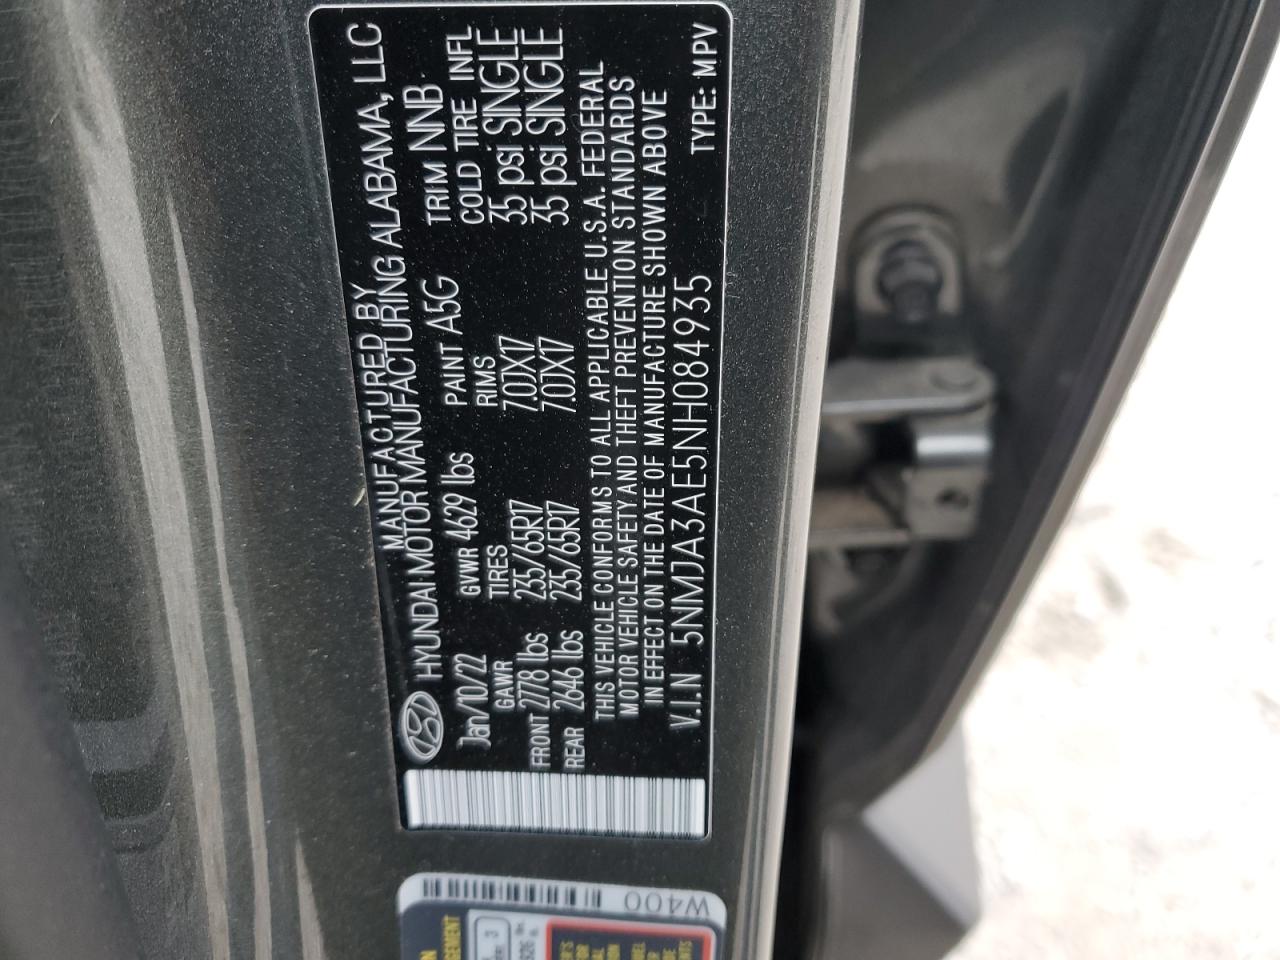 MANUFACTURED BY
HYUNDAI MOTOR MANUFACTURING ALABAMA, LLC
Jan/10/22 GVWR 4629 lbs PAINT A5G TRIM NNB
GAWR TIRES RIMS COLD TIRE INFL
FRONT 2778 lbs 235/65R17 7.0JX17 35 psi SINGLE
REAR 2646 lbs 235/65R17 7.0JX17 35 psi SINGLE
THIS VEHICLE CONFORMS TO ALL APPLICABLE U.S.A. FEDERAL
MOTOR VEHICLE SAFETY AND THEFT PREVENTION STANDARDS
IN EFFECT ON THE DATE OF MANUFACTURE SHOWN ABOVE
V.I.N 5NMJA3AE5NH084935 TYPE: MPV
W400